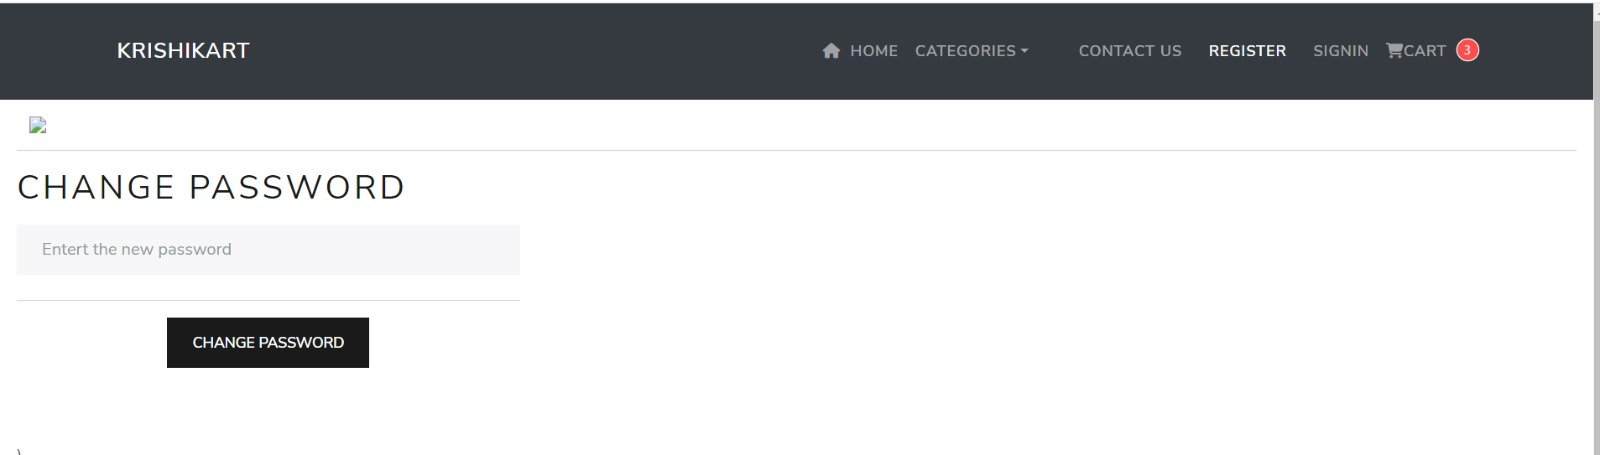 KRISHIKART HOME CATEGORIES CONTACT US REGISTER SIGNIN CART 3
CHANGE PASSWORD
Entert the new password
CHANGE PASSWORD
\